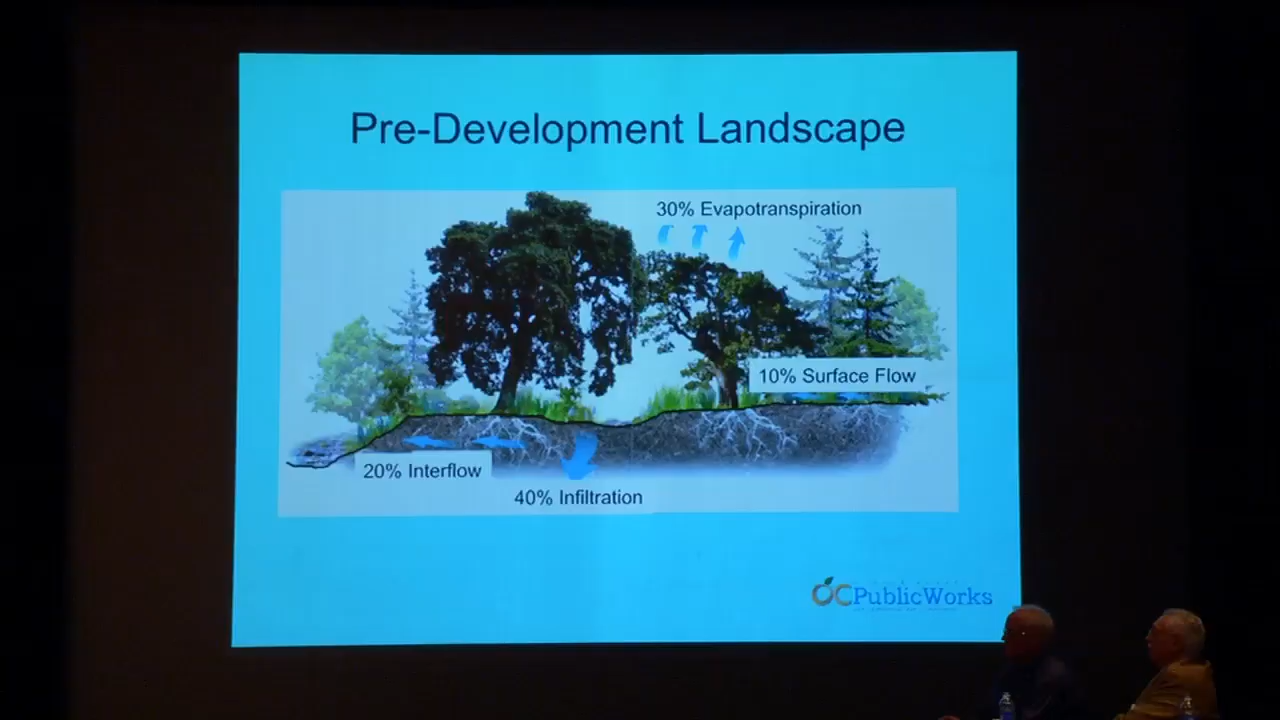 Pre-Development Landscape
30% Evapotranspiration
10% Surface Flow
20% Interflow
40% Infiltration
OCPublicWorks